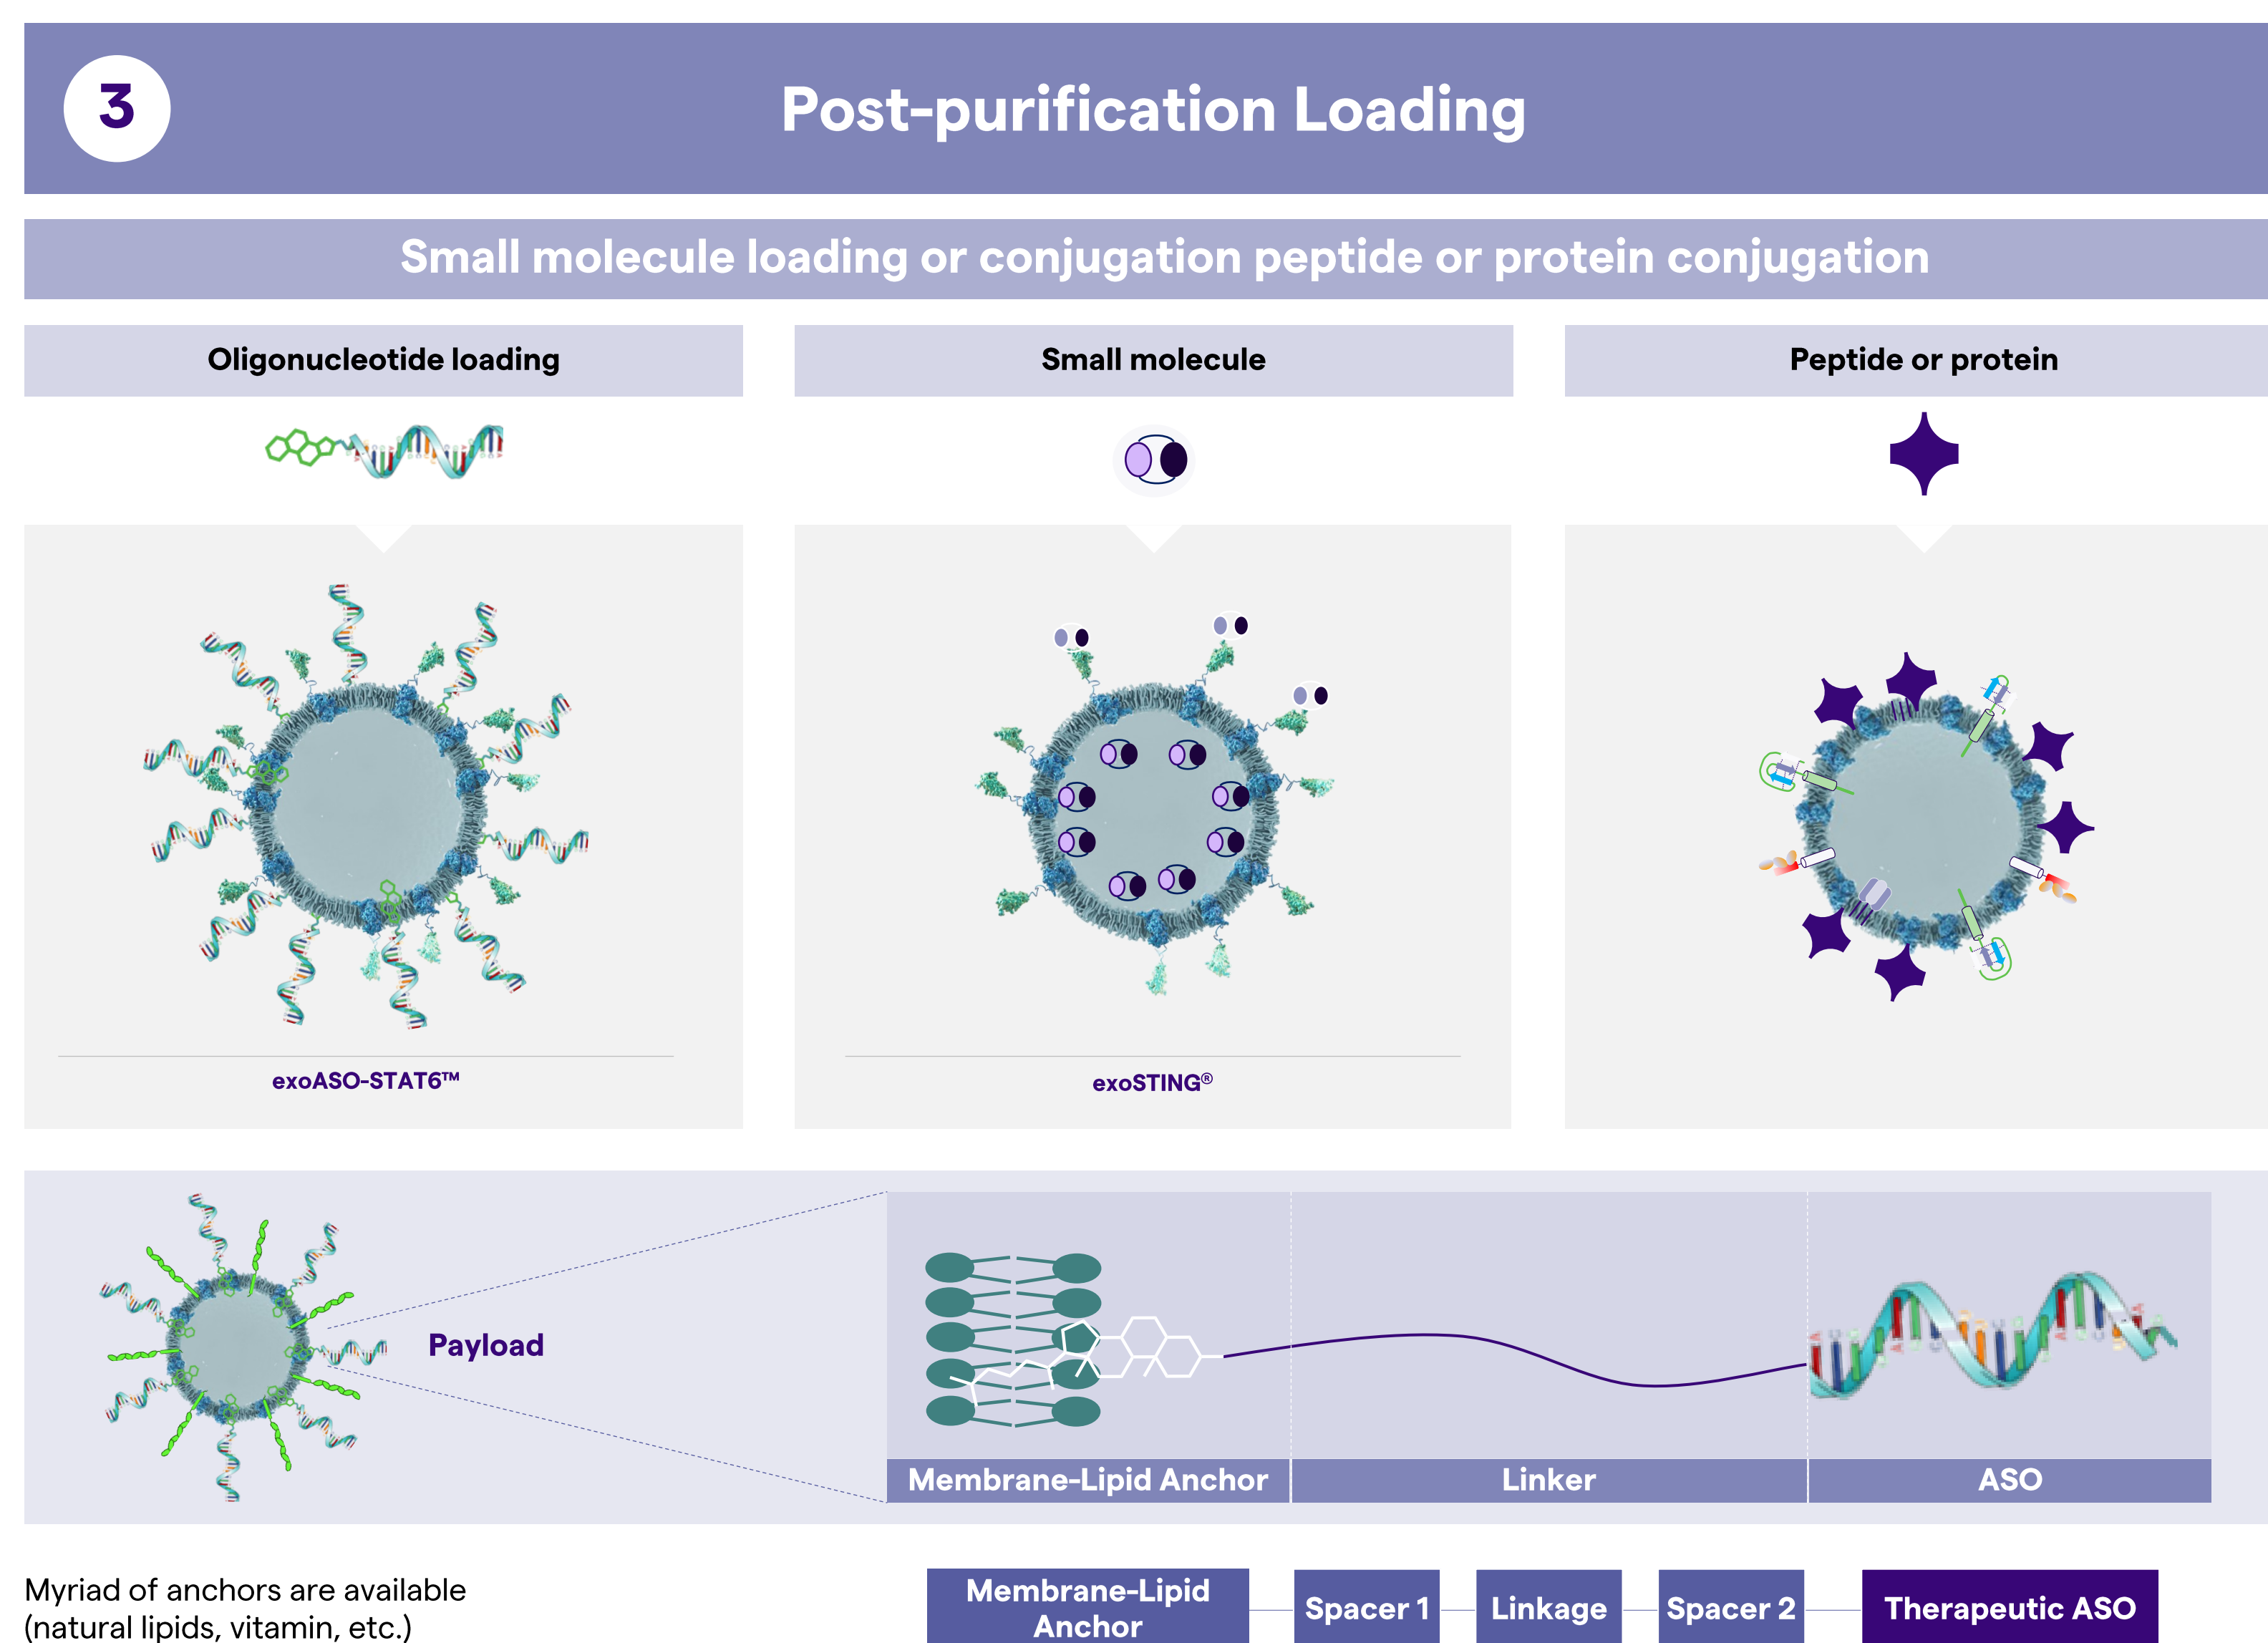 3
Post-purification Loading
Small molecule loading or conjugation peptide or protein conjugation
Oligonucleotide loading
Small molecule
Peptide or protein
exoASO-STAT6™
exoSTING®
Payload
Membrane-Lipid Anchor
Linker
ASO
Myriad of anchors are available
(natural lipids, vitamin, etc.)
Membrane-Lipid
Anchor
Spacer 1
Linkage
Spacer 2
Therapeutic ASO